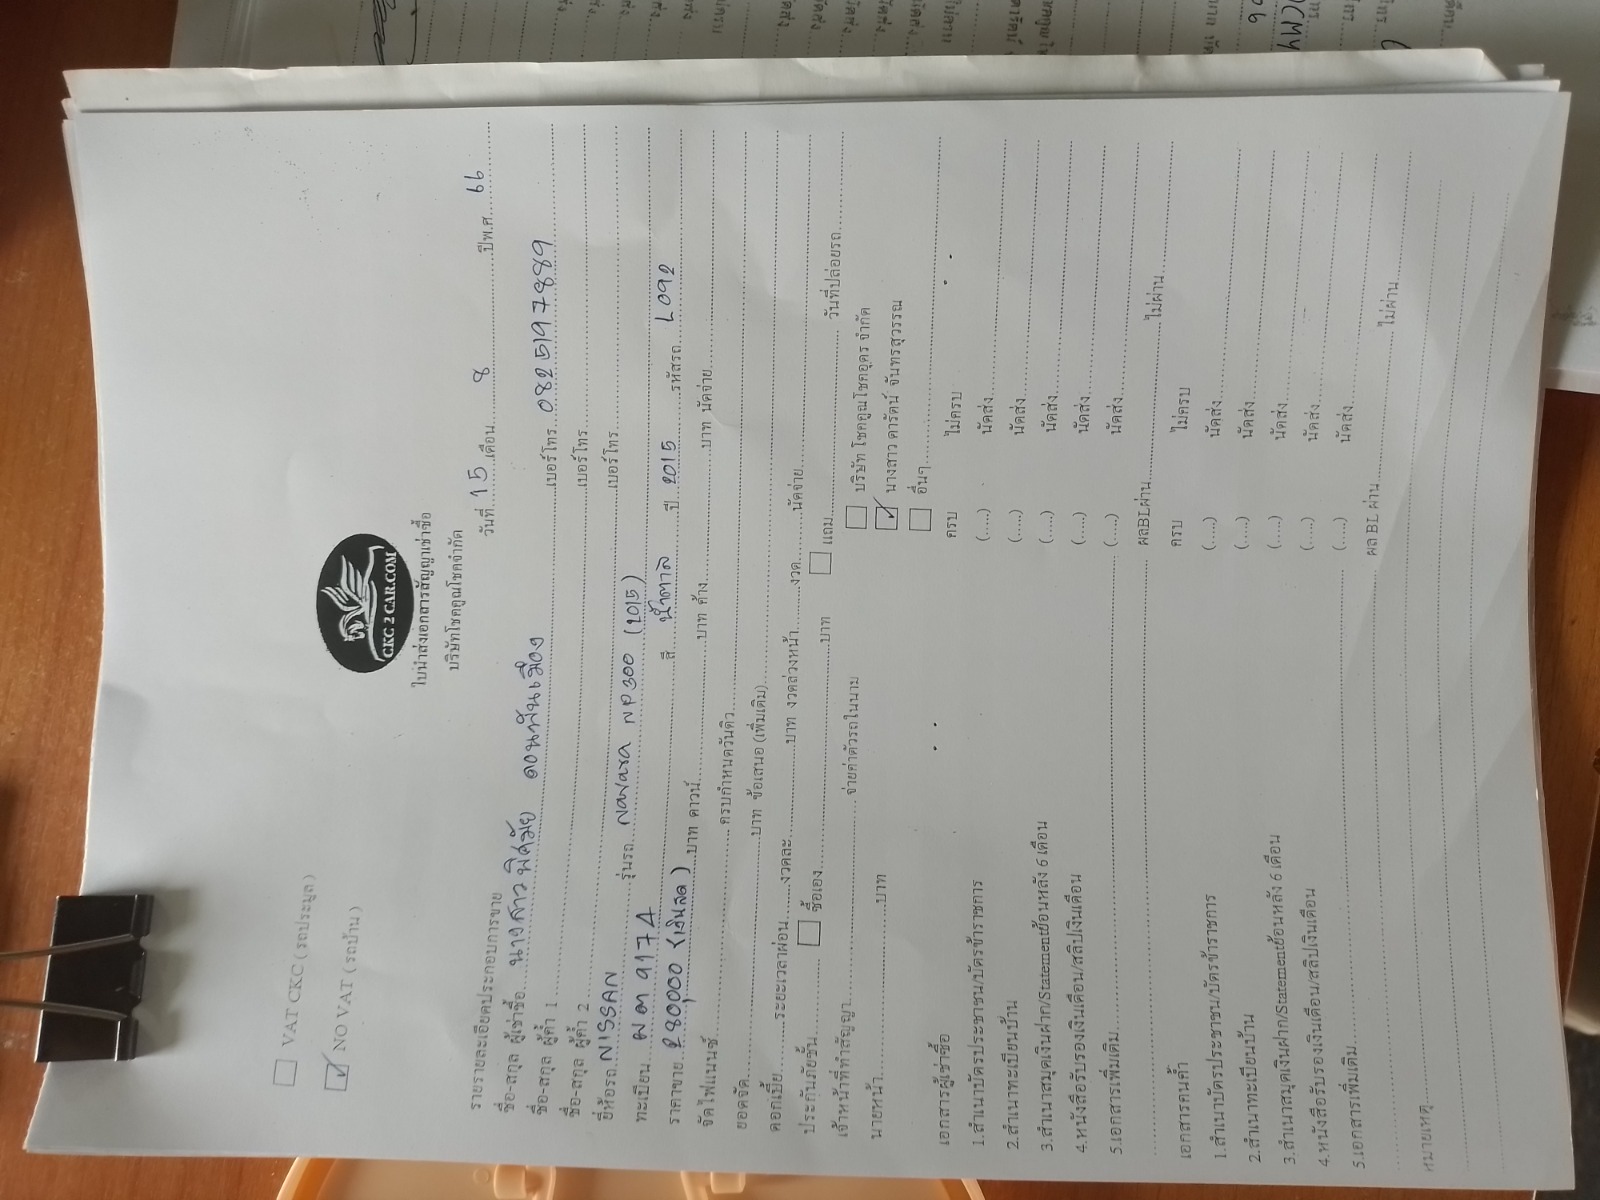 VAT CKC (รถประมูล)
NO VAT (รถบ้าน)
CKC 2 CAR.COM
ใบนำส่งเอกสารสัญญาเช่าซื้อ
บริษัทโชคคูณโชคจำกัด
วันที่ 15 เดือน 8 ปีพ.ศ. 66
รายรายละเอียดประกอบการขาย
ชื่อ-สกุล ผู้เช่าซื้อ นางสาวพิศมัย ดอนพันเมือง เบอร์โทร. 0825197889
ชื่อ-สกุล ผู้ค้ำ 1 เบอร์โทร.
ชื่อ-สกุล ผู้ค้ำ 2 เบอร์โทร.
ยี่ห้อรถ NISSAN รุ่นรถ. Navara NP300 (2015)
ทะเบียน ผต 9174 สี น้ำตาล ปี 2015 รหัสรถ L092
ราคาขาย 280,000 (เงินสด) บาท ดาวน์ บาท ค้าง บาท นัดจ่าย
จัดไฟแนนซ์ ครบกำหนดวันดิว
ยอดจัด บาท ข้อเสนอ (เพิ่มเติม)
ดอกเบี้ย ระยะเวลาผ่อน งวดละ บาท งวดล่วงหน้า งวด นัดจ่าย
ประกันภัยชั้น ซื้อเอง บาท แถม
เจ้าหน้าที่ทำสัญญา จ่ายค่าตัวรถในนาม บริษัท โชคคูณโชคอุดร จำกัด วันที่ปล่อยรถ
นายหน้า บาท นางสาว ดารัตน์ จันทรสุวรรณ
อื่นๆ
เอกสารผู้เช่าซื้อ ครบ ไม่ครบ
1.สำเนาบัตรประชาชน/บัตรข้าราชการ (.....) นัดส่ง
2.สำเนาทะเบียนบ้าน (.....) นัดส่ง
3.สำเนาสมุดเงินฝาก/Statementย้อนหลัง 6 เดือน (.....) นัดส่ง
4.หนังสือรับรองเงินเดือน/สลิปเงินเดือน (.....) นัดส่ง
5.เอกสารเพิ่มเติม (.....) นัดส่ง
ผลBLผ่าน ไม่ผ่าน
เอกสารคนค้ำ ครบ ไม่ครบ
1.สำเนาบัตรประชาชน/บัตรข้าราชการ (.....) นัดส่ง
2.สำเนาทะเบียนบ้าน (.....) นัดส่ง
3.สำเนาสมุดเงินฝาก/Statementย้อนหลัง 6 เดือน (.....) นัดส่ง
4.หนังสือรับรองเงินเดือน/สลิปเงินเดือน (.....) นัดส่ง
5.เอกสารเพิ่มเติม (.....) นัดส่ง
ผล BL ผ่าน ไม่ผ่าน
หมายเหตุ